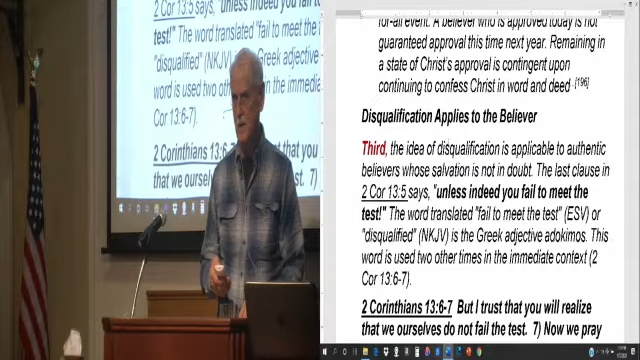 2 Cor 13:5 says, "unless indeed you fail to
test!" The word translated "fail to meet the
"disqualified" (NKJV) the Greek adjective
word is used two in the immediate
Cor 13:6-7).
2 Corinthians 13:6 that you
that we ourselves test. 7)
for-all event. A believer who is approved today is not
guaranteed approval this time next year. Remaining in
a state of Christ's approval is contingent upon
continuing to confess Christ in word and deed [196]
Disqualification Applies to the Believer
Third, the idea of disqualification is applicable to authentic
believers whose salvation is not in doubt. The last clause in
2 Cor 13:5 says, "unless indeed you fail to meet the
test!" The word translated "fail to meet the test" (ESV) or
"disqualified" (NKJV) is the Greek adjective adokimos. This
word is used two other times in the immediate context (2
Cor 13:6-7).
2 Corinthians 13:6-7 But I trust that you will realize
that we ourselves do not fail the test. 7) Now we pray